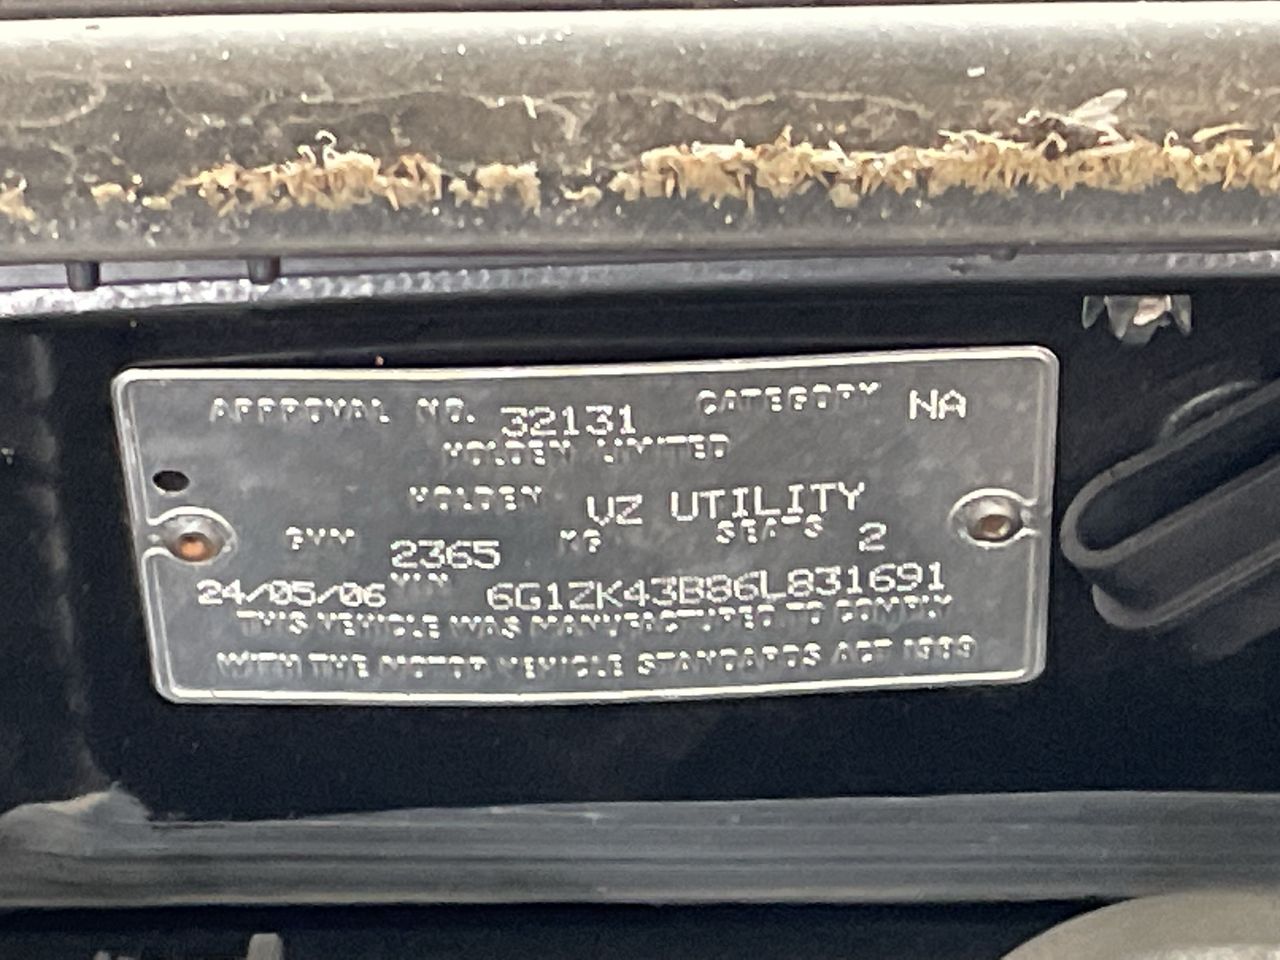 APPROVAL NO. 32131 CATEGORY NA
HOLDEN LIMITED
HOLDEN VZ UTILITY
GVM 2365 KG SEATS 2
24/05/06 VIN 6G1ZK43B86L831691
THIS VEHICLE WAS MANUFACTURED TO COMPLY
WITH THE MOTOR VEHICLE STANDARDS ACT 1989